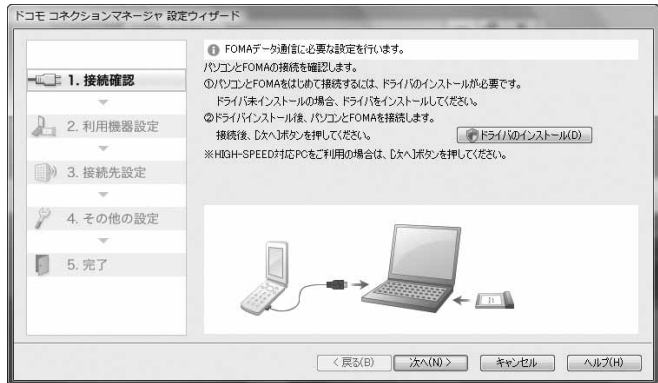 ドコモ コネクションマネージャ 設定ウィザード
1. 接続確認
2. 利用機器設定
3. 接続先設定
4. その他の設定
5. 完了
FOMAデータ通信に必要な設定を行います。
パソコンとFOMAの接続を確認します。
①パソコンとFOMAをはじめて接続するには、ドライバのインストールが必要です。
ドライバ未インストールの場合、ドライバをインストールしてください。
②ドライバインストール後、パソコンとFOMAを接続します。
接続後、[次へ]ボタンを押してください。
ドライバのインストール(D)
※HIGH-SPEED対応PCをご利用の場合は、[次へ]ボタンを押してください。
< 戻る(B)
次へ(N) >
キャンセル
ヘルプ(H)